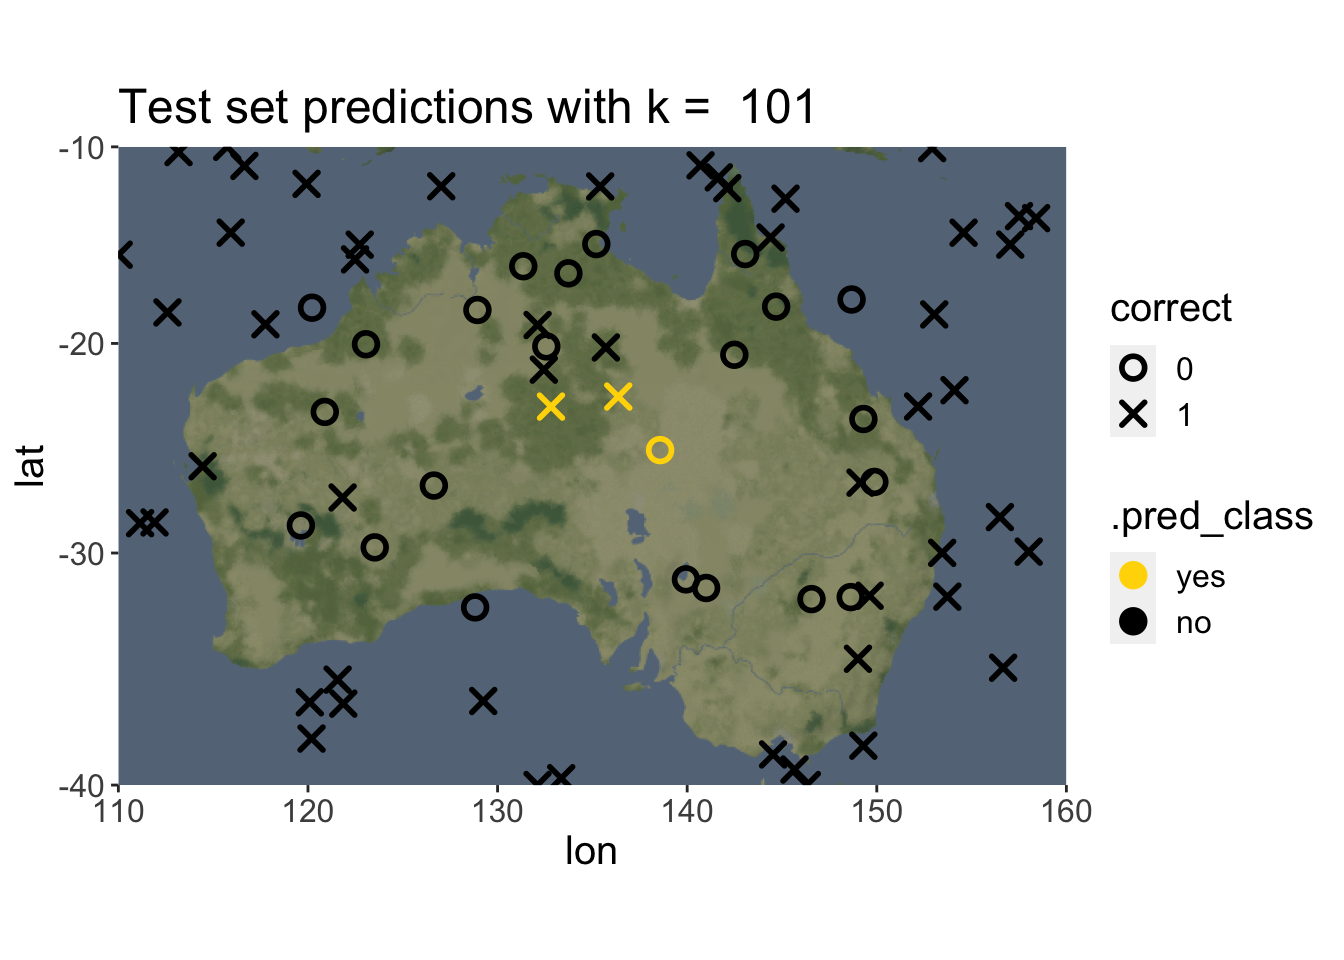 Test set predictions with k =  101
-10
-20
-30
-40
110
120
130
140
150
160
lat
lon
correct
0
1
.pred_class
yes
no